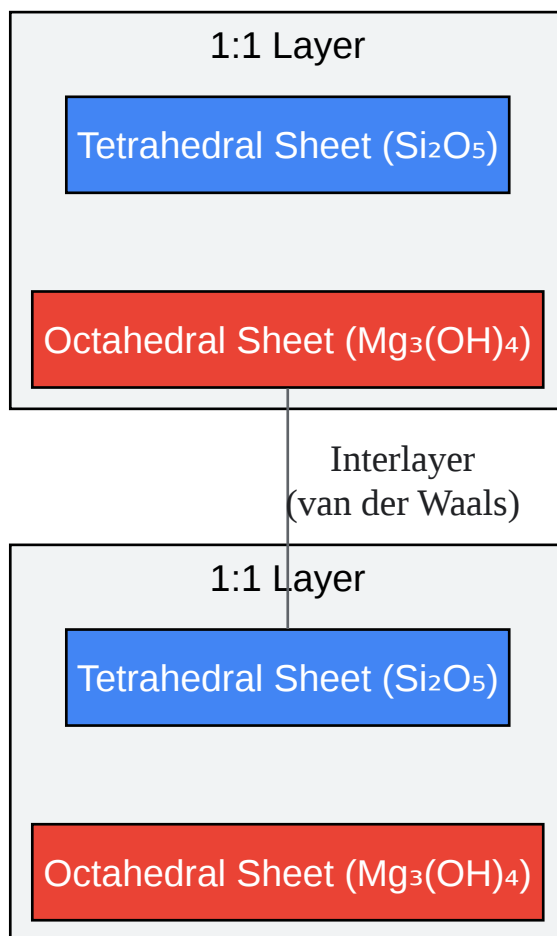 1:1 Layer
Tetrahedral Sheet (Si₂O₅)
Octahedral Sheet (Mg₃(OH)₄)
Interlayer
(van der Waals)
1:1 Layer
Tetrahedral Sheet (Si₂O₅)
Octahedral Sheet (Mg₃(OH)₄)